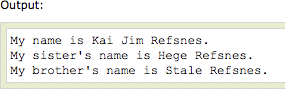 Output:
My name is Kai Jim Refsnes.
My sister's name is Hege Refsnes.
My brother's name is Stale Refsnes.